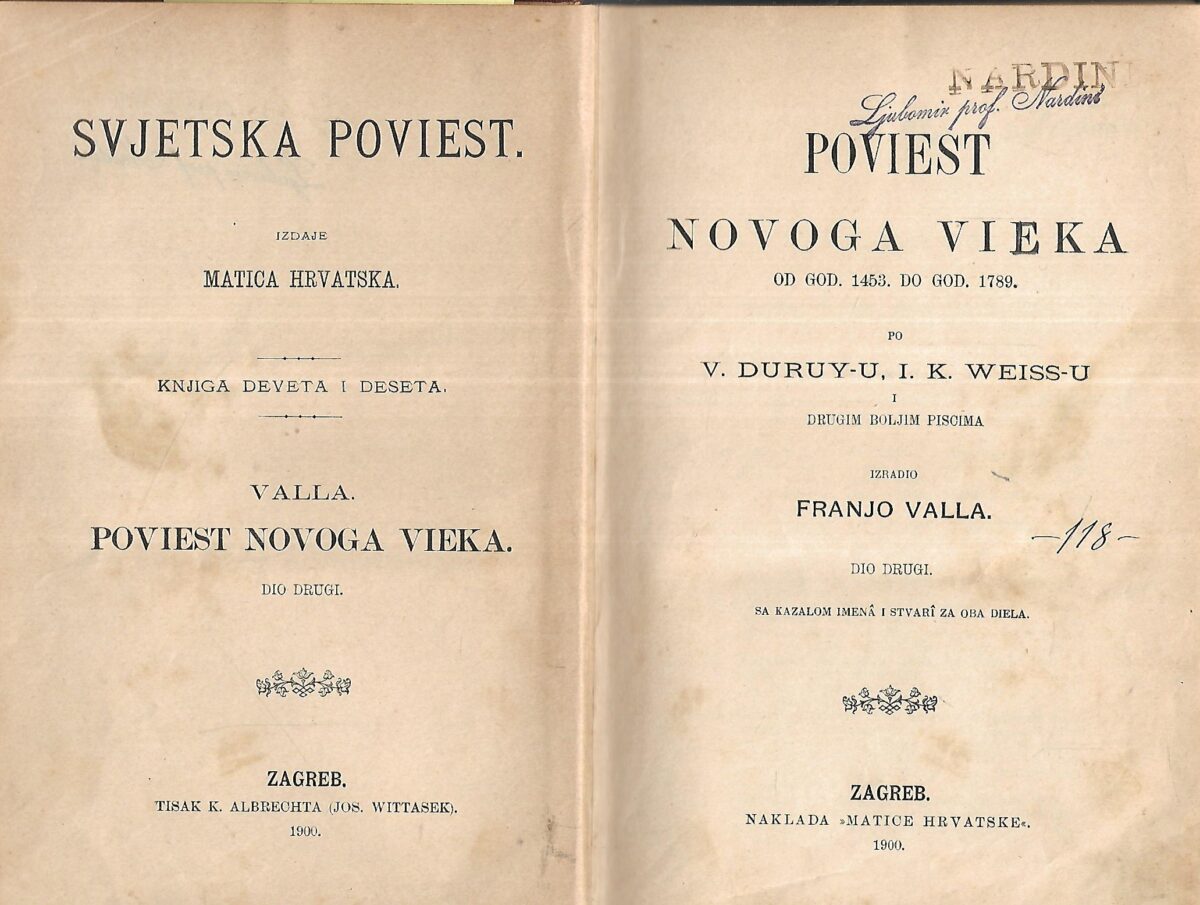 SVJETSKA POVIEST.
IZDAJE
MATICA HRVATSKA.
KNJIGA DEVETA I DESETA.
VALLA.
POVIEST NOVOGA VIEKA.
DIO DRUGI.
ZAGREB.
TISAK K. ALBRECHTA (JOS. WITTASEK).
1900.
NARDINI
Ljubomir prof. Nardini
POVIEST
NOVOGA VIEKA
OD GOD. 1453. DO GOD. 1789.
PO
V. DURUY-U, I. K. WEISS-U
I
DRUGIM BOLJIM PISCIMA
IZRADIO
FRANJO VALLA.
–118–
DIO DRUGI.
SA KAZALOM IMENÂ I STVARÎ ZA OBA DIELA.
ZAGREB.
NAKLADA »MATICE HRVATSKE«.
1900.